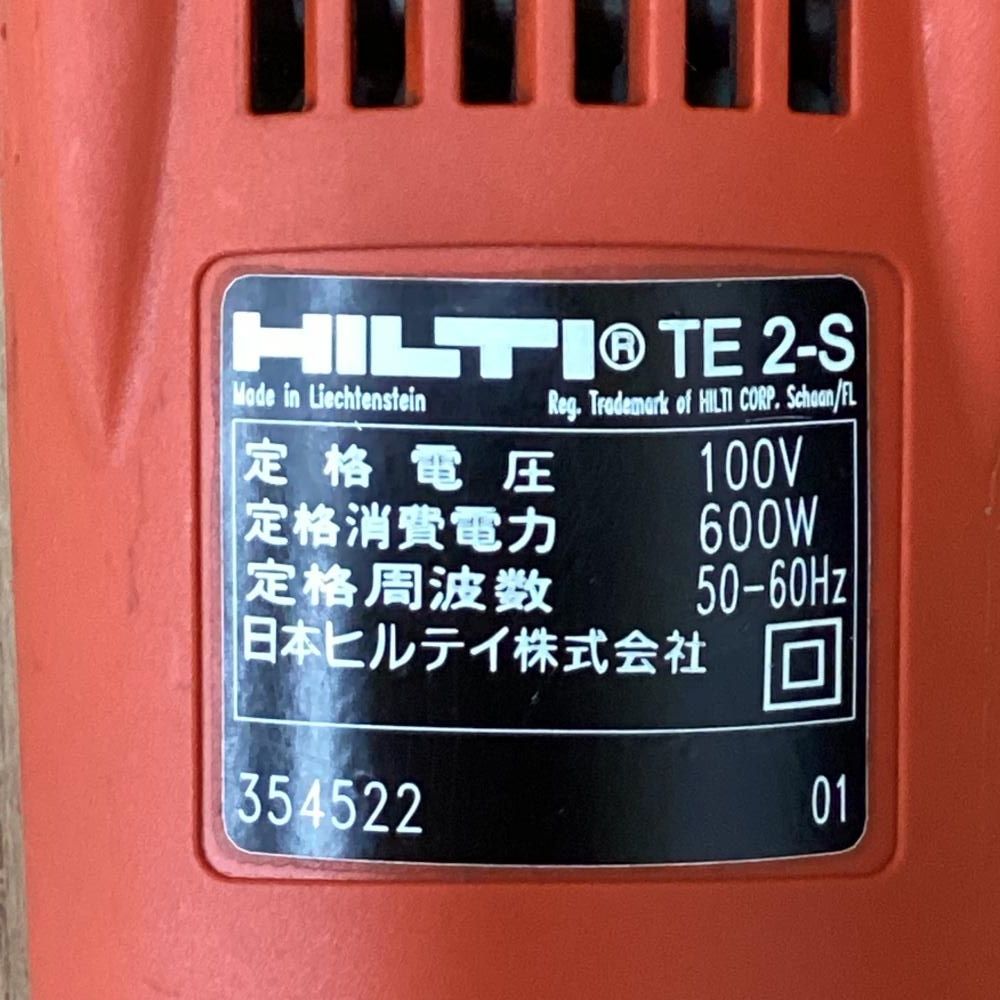 HILTI® TE 2-S
Made in Liechtenstein Reg. Trademark of HILTI CORP. Schaan/FL
定格電圧 100V
定格消費電力 600W
定格周波数 50-60Hz
日本ヒルテイ株式会社
354522 01